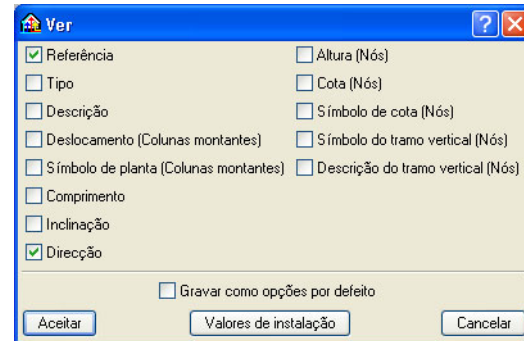 Ver
Referência
Tipo
Descrição
Deslocamento (Colunas montantes)
Símbolo de planta (Colunas montantes)
Comprimento
Inclinação
Direcção
Altura (Nós)
Cota (Nós)
Símbolo de cota (Nós)
Símbolo do tramo vertical (Nós)
Descrição do tramo vertical (Nós)
Gravar como opções por defeito
Aceitar
Valores de instalação
Cancelar